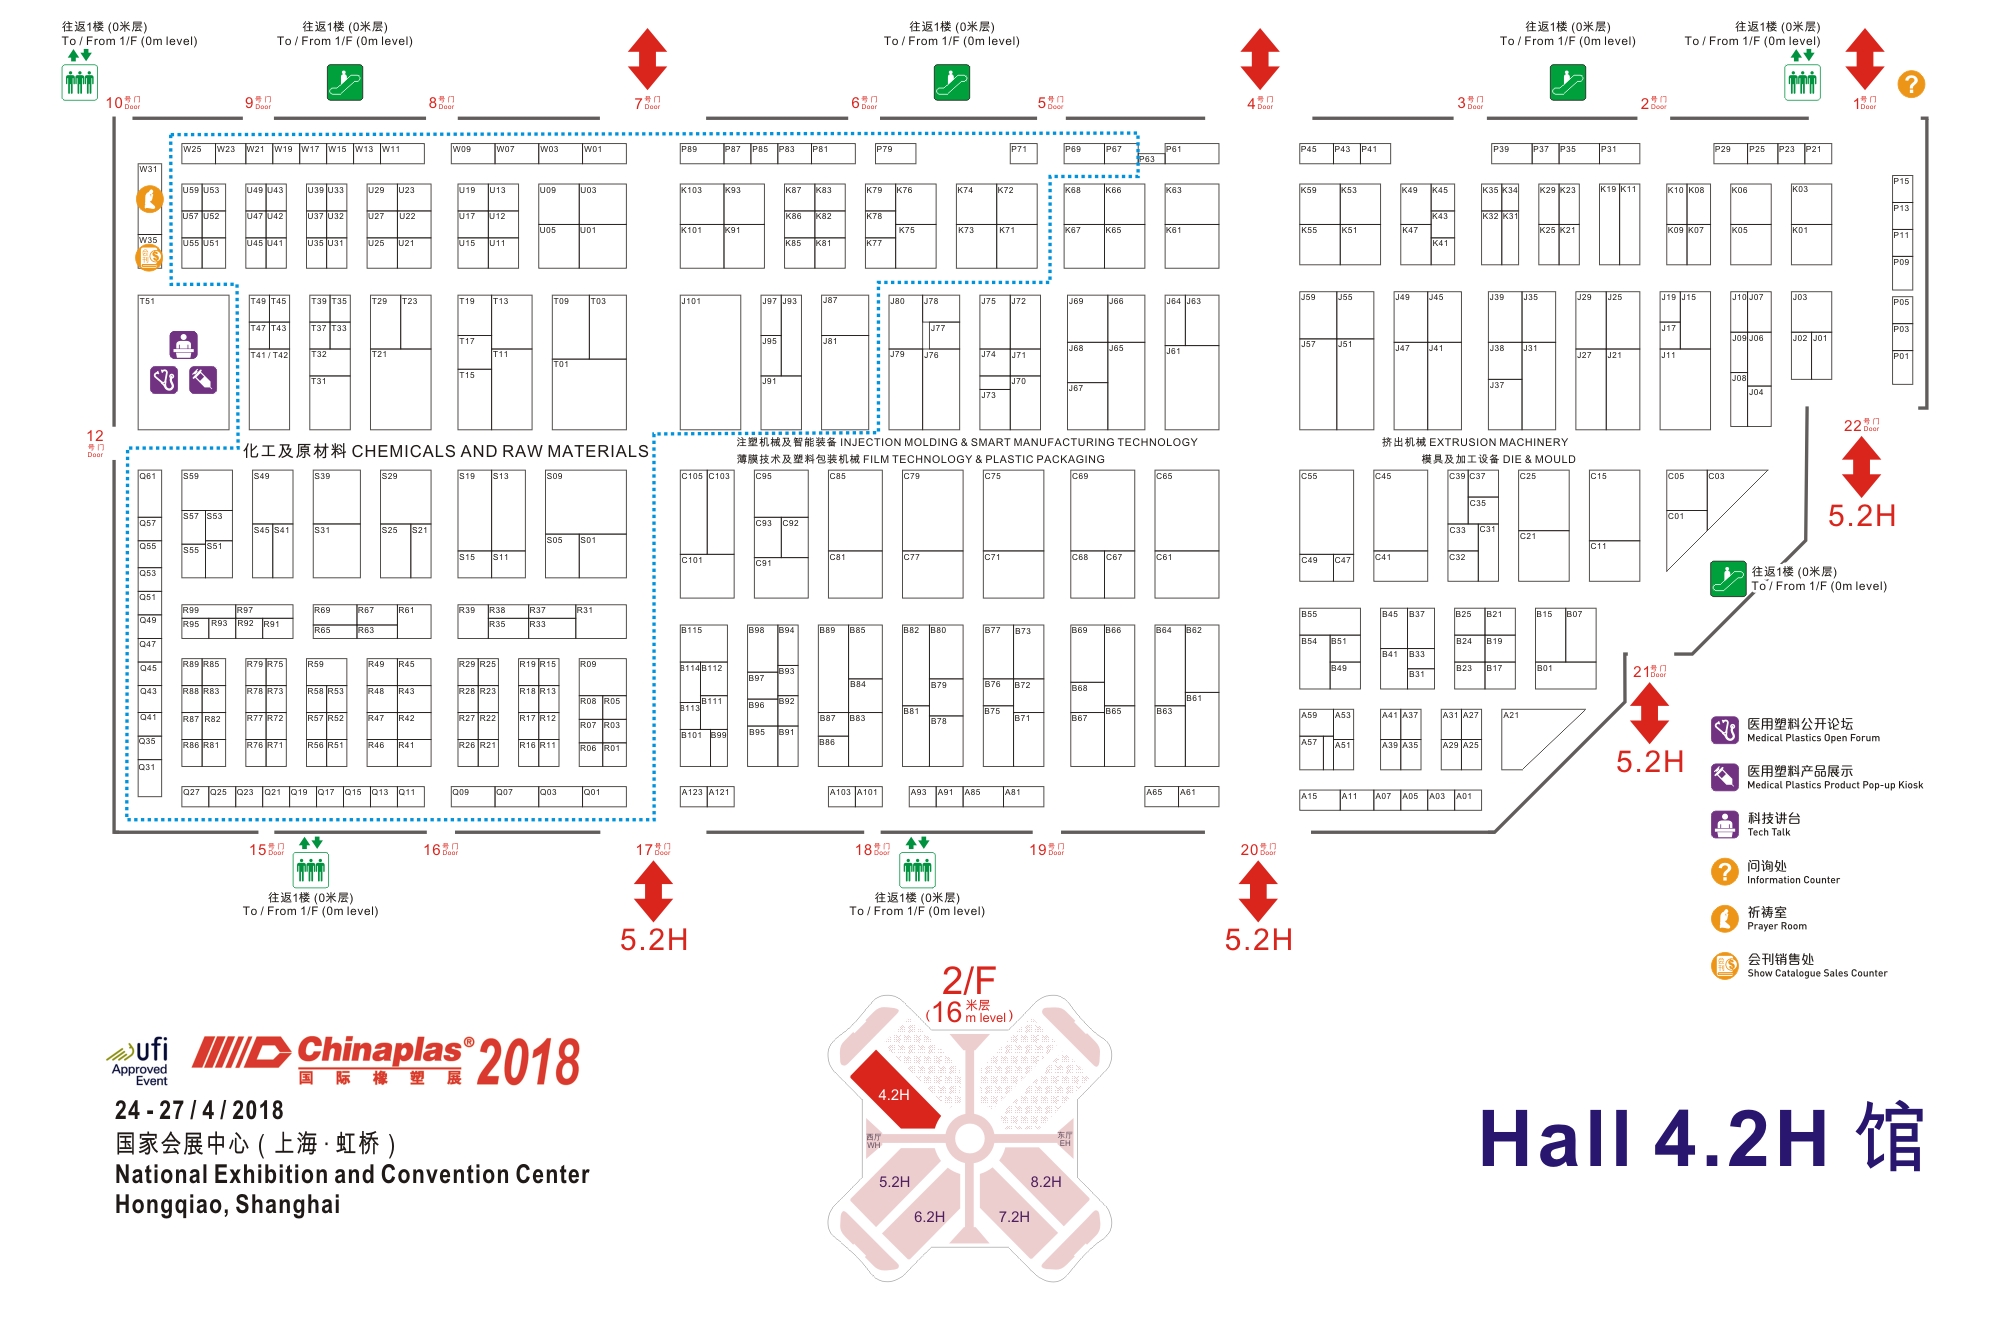 往返1楼 (0米层)
To / From 1/F (0m level)
往返1楼 (0米层)
To / From 1/F (0m level)
往返1楼 (0米层)
To / From 1/F (0m level)
往返1楼 (0米层)
To / From 1/F (0m level)
往返1楼 (0米层)
To / From 1/F (0m level)
10号门 Door
9号门 Door
8号门 Door
7号门 Door
6号门 Door
5号门 Door
4号门 Door
3号门 Door
2号门 Door
1号门 Door
?
W25 W23 W21 W19 W17 W15 W13 W11 W09 W07 W03 W01 P89 P87 P85 P83 P81 P79 P71 P69 P67 P63 P61 P45 P43 P41 P39 P37 P35 P31 P29 P25 P23 P21
W31
W35
U59 U53 U49 U43 U39 U33 U29 U23 U19 U13 U09 U03 K103 K93 K87 K83 K79 K76 K74 K72 K68 K66 K63 K59 K53 K49 K45 K35 K34 K29 K23 K19 K11 K10 K08 K06 K03 P15
U57 U52 U47 U42 U37 U32 U27 U22 U17 U12 K86 K82 K78 K43 K32 K31 P13
U05 U01 K101 K91 K75 K73 K71 K67 K65 K61 K55 K51 K47 K25 K21 K09 K07 K05 K01
U55 U51 U45 U41 U35 U31 U25 U21 U15 U11 K85 K81 K77 K41 P11
P09
T51 T49 T45 T39 T35 T29 T23 T19 T13 T09 T03 J101 J97 J93 J87 J80 J78 J75 J72 J69 J66 J64 J63 J59 J55 J49 J45 J39 J35 J29 J25 J19 J15 J10 J07 J03 P05
T47 T43 T37 T33 T17 J95 J81 J77 J17 J09 J06 J02 J01 P03
T41 / T42 T32 T21 T11 T01 J79 J76 J74 J71 J68 J65 J61 J57 J51 J47 J41 J38 J31 J27 J21 J11 P01
T31 T15 J91 J73 J70 J67 J37 J08 J04
12号门 Door
22号门 Door
5.2H
化工及原材料 CHEMICALS AND RAW MATERIALS
注塑机械及智能装备 INJECTION MOLDING & SMART MANUFACTURING TECHNOLOGY
薄膜技术及塑料包装机械 FILM TECHNOLOGY & PLASTIC PACKAGING
挤出机械 EXTRUSION MACHINERY
模具及加工设备 DIE & MOULD
Q61 S59 S49 S39 S29 S19 S13 S09 C105 C103 C95 C85 C79 C75 C69 C65 C55 C45 C39 C37 C25 C15 C05 C03
Q57 S57 S53 S45 S41 S31 S25 S21 C93 C92 C35 C01
Q55 S55 S51 S05 S01 C33 C31 C21 C11
Q53 S15 S11 C101 C91 C81 C77 C71 C68 C67 C61 C49 C47 C41 C32
往返1楼 (0米层)
To / From 1/F (0m level)
Q51
Q49 R99 R97 R69 R67 R61 R39 R38 R37 R31 B55 B45 B37 B25 B21 B15 B07
R95 R93 R92 R91 R65 R63 R35 R33
Q47 B115 B98 B94 B89 B85 B82 B80 B77 B73 B69 B66 B64 B62 B54 B51 B41 B33 B24 B19
Q45 R89 R85 R79 R75 R59 R49 R45 R29 R25 R19 R15 R09 B114 B112 B97 B93 B49 B31 B23 B17 B01
Q43 R88 R83 R78 R73 R58 R53 R48 R43 R28 R23 R18 R13 R08 R05 B113 B111 B96 B92 B84 B79 B76 B72 B68 B61
Q41 R87 R82 R77 R72 R57 R52 R47 R42 R27 R22 R17 R12 R07 R03 B101 B99 B95 B91 B87 B83 B81 B78 B75 B71 B67 B65 B63 A59 A53 A41 A37 A31 A27 A21
Q35 R86 R81 R76 R71 R56 R51 R46 R41 R26 R21 R16 R11 R06 R01 B86 A57 A51 A39 A35 A29 A25
Q31
Q27 Q25 Q23 Q21 Q19 Q17 Q15 Q13 Q11 Q09 Q07 Q03 Q01 A123 A121 A103 A101 A93 A91 A85 A81 A65 A61 A15 A11 A07 A05 A03 A01
21号门 Door
5.2H
15号门 Door
16号门 Door
17号门 Door
18号门 Door
19号门 Door
20号门 Door
往返1楼 (0米层)
To / From 1/F (0m level)
5.2H
往返1楼 (0米层)
To / From 1/F (0m level)
5.2H
医用塑料公开论坛
Medical Plastics Open Forum
医用塑料产品展示
Medical Plastics Product Pop-up Kiosk
科技讲台
Tech Talk
?
问询处
Information Counter
祈祷室
Prayer Room
会刊销售处
Show Catalogue Sales Counter
2/F
(16米层 m level)
4.2H
西厅
WH
东厅
EH
5.2H
8.2H
6.2H
7.2H
ufi
Approved
Event
Chinaplas® 2018
国际橡塑展
24 - 27 / 4 / 2018
国家会展中心 ( 上海 · 虹桥 )
National Exhibition and Convention Center
Hongqiao, Shanghai
Hall 4.2H 馆